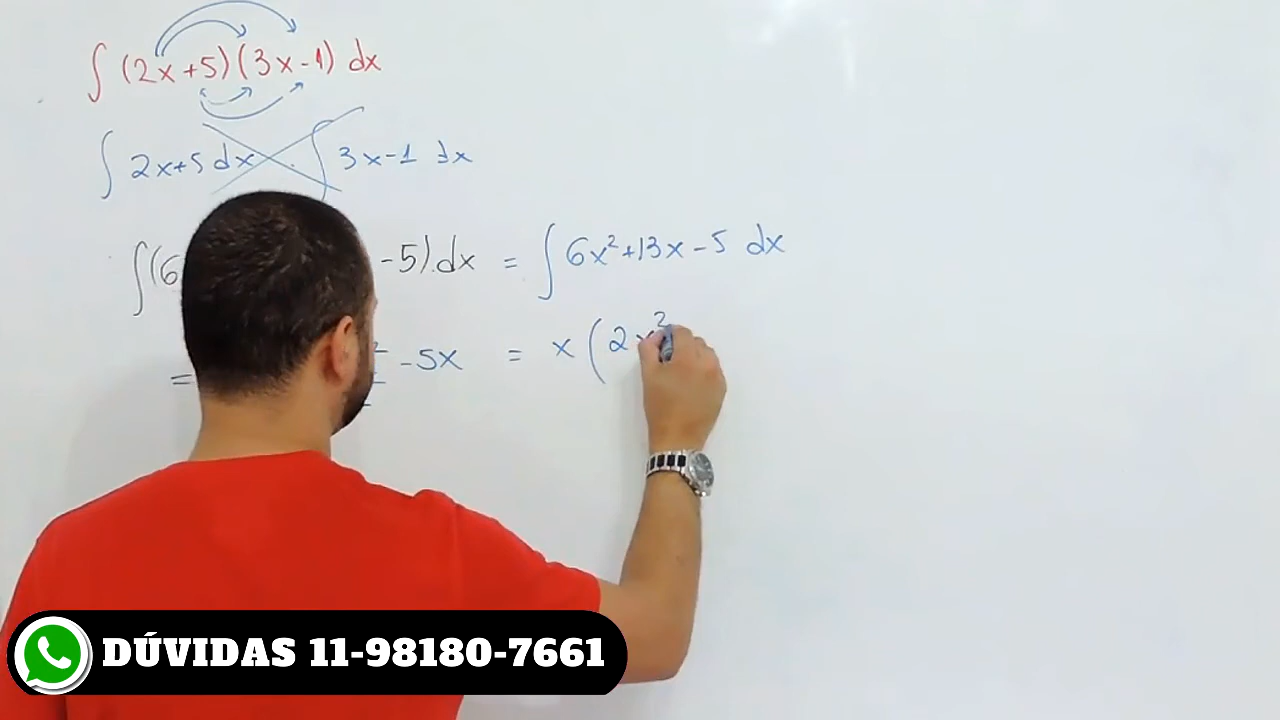 ∫ (2x+5)(3x-1) dx
∫ 2x+5 dx . ∫ 3x-1 dx
∫(6 -5).dx = ∫ 6x²+13x-5 dx
= -5x = x (2x²
DÚVIDAS 11-98180-7661